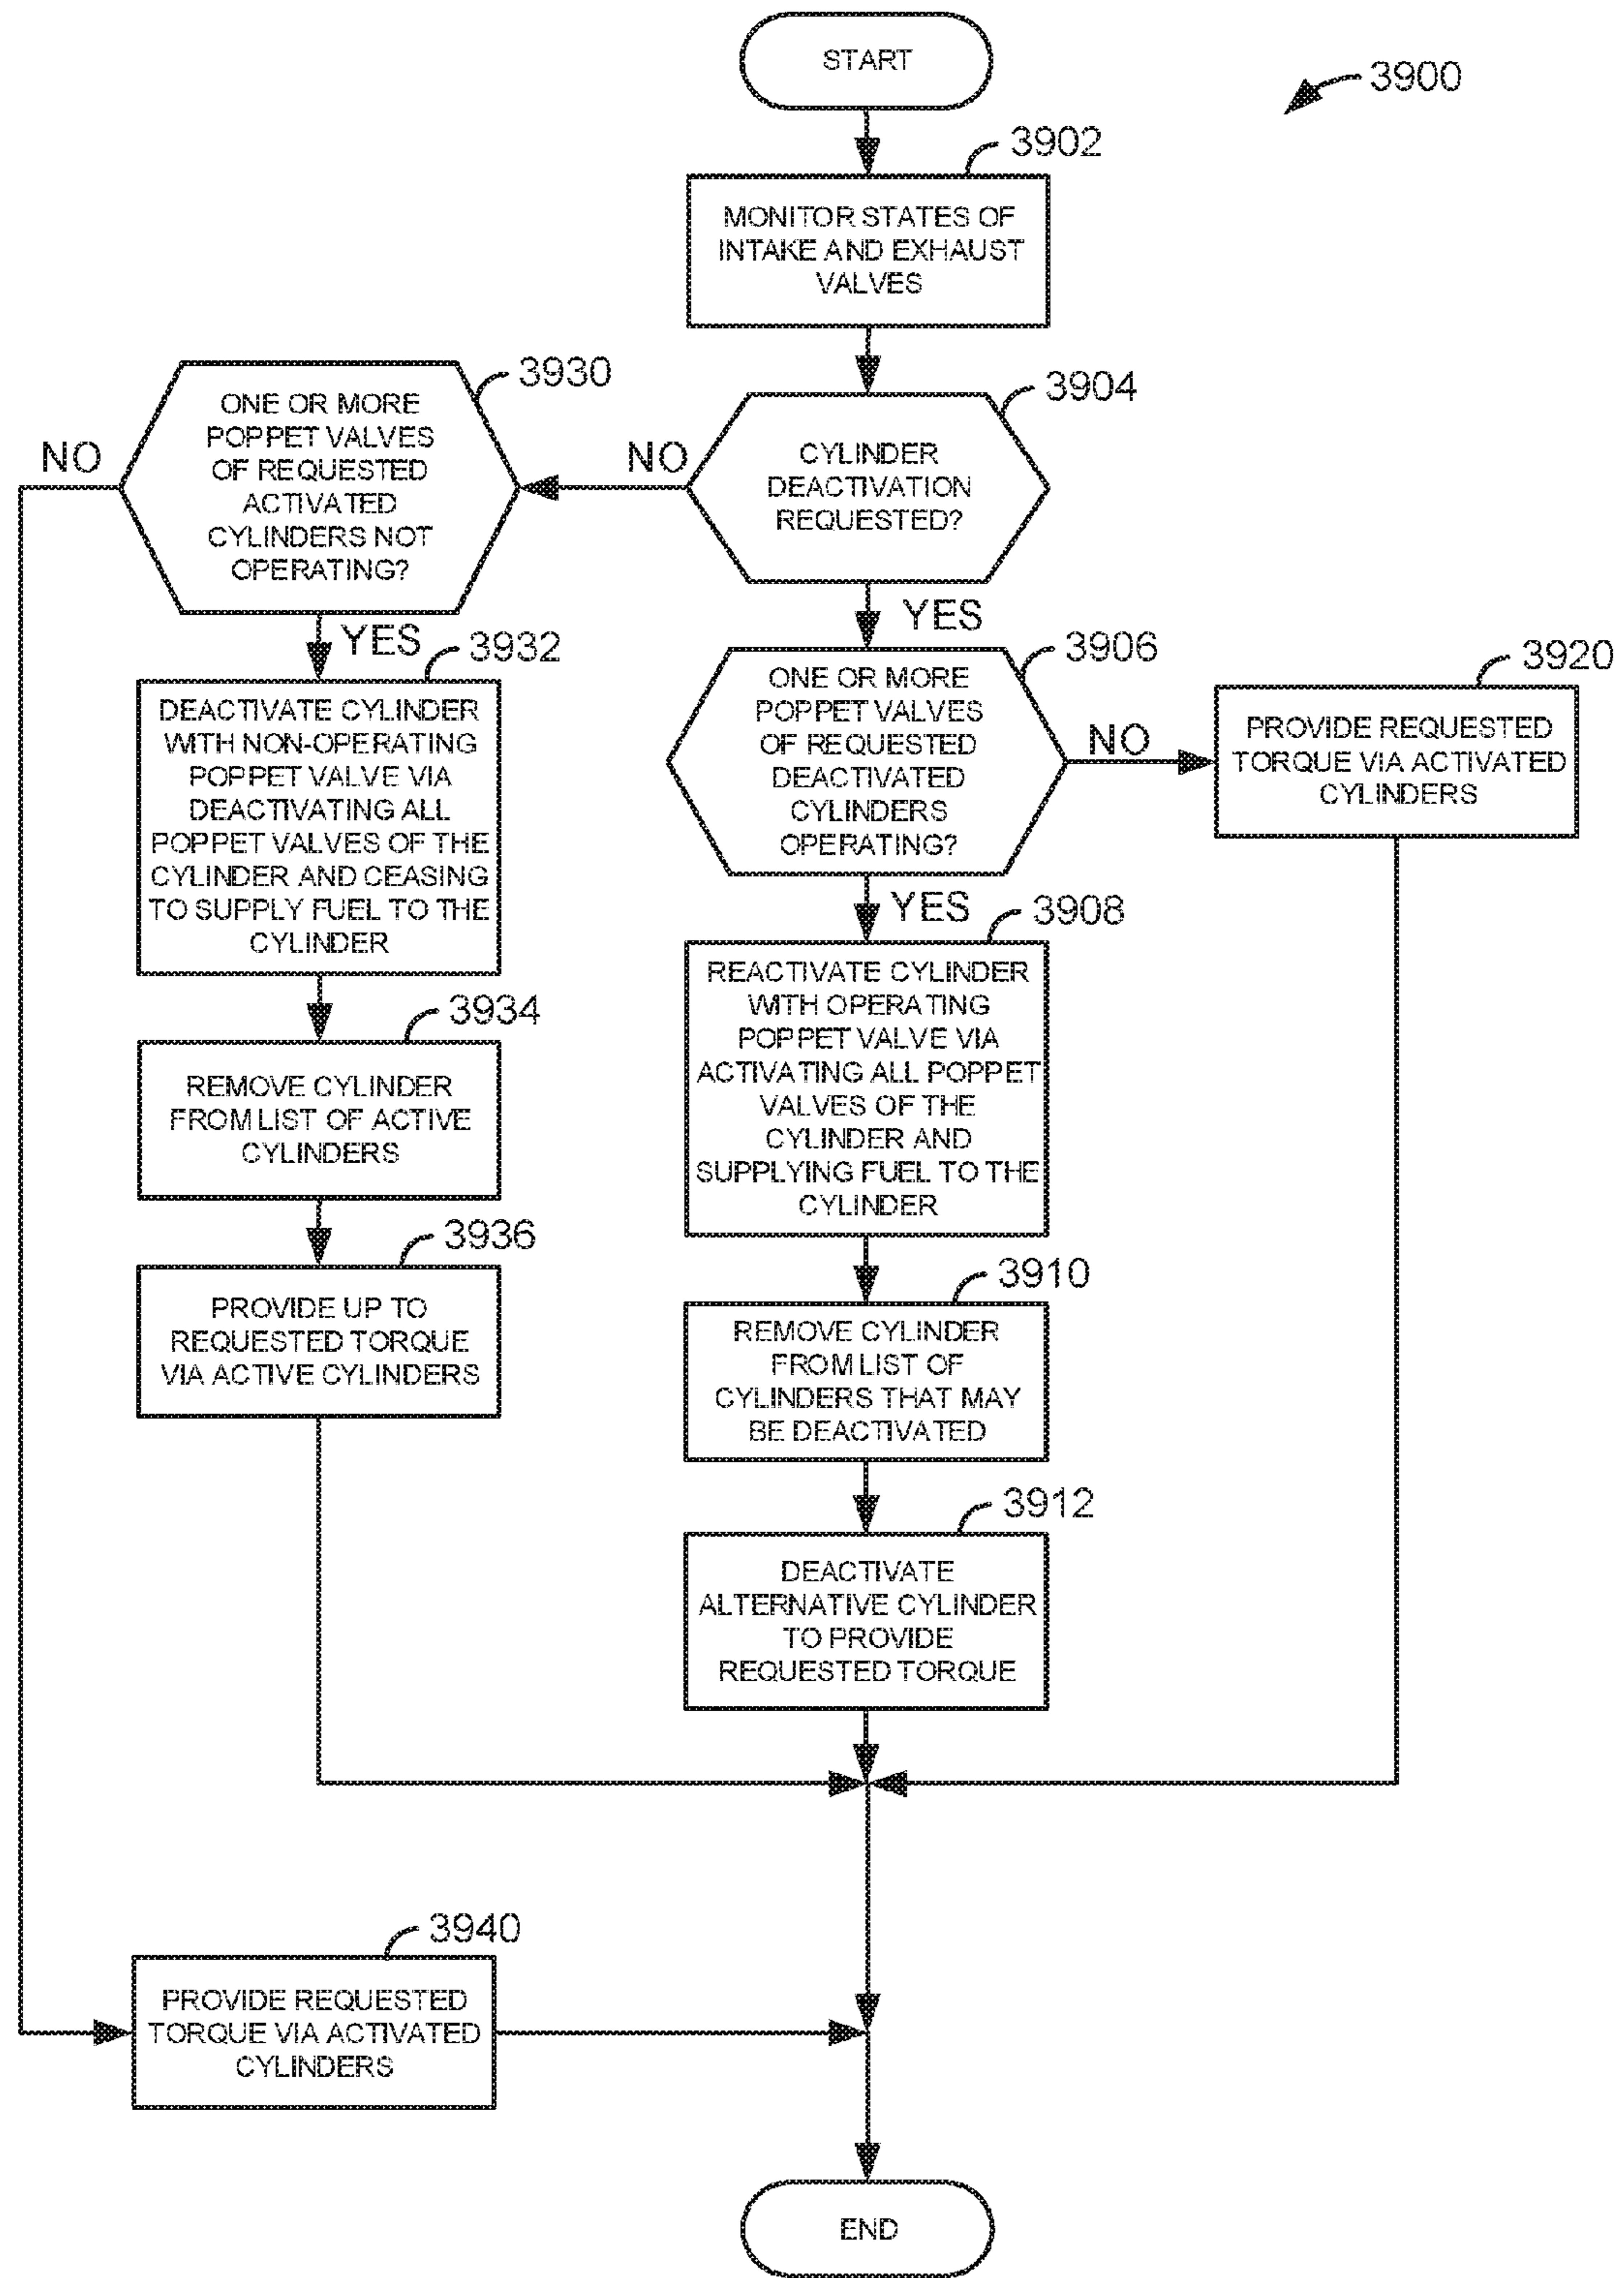 START
3900
3902
MONITOR STATES OF
INTAKE AND EXHAUST
VALVES
3930
ONE OR MORE
POPPET VALVES
OF REQUESTED
ACTIVATED
CYLINDERS NOT
OPERATING?
NO
3904
CYLINDER
DEACTIVATION
REQUESTED?
NO
YES
YES
3906
ONE OR MORE
POPPET VALVES
OF REQUESTED
DEACTIVATED
CYLINDERS
OPERATING?
NO
3920
PROVIDE REQUESTED
TORQUE VIA ACTIVATED
CYLINDERS
3932
DEACTIVATE CYLINDER
WITH NON-OPERATING
POPPET VALVE VIA
DEACTIVATING ALL
POPPET VALVES OF THE
CYLINDER AND CEASING
TO SUPPLY FUEL TO THE
CYLINDER
YES
3908
REACTIVATE CYLINDER
WITH OPERATING
POPPET VALVE VIA
ACTIVATING ALL POPPET
VALVES OF THE
CYLINDER AND
SUPPLYING FUEL TO THE
CYLINDER
3934
REMOVE CYLINDER
FROM LIST OF ACTIVE
CYLINDERS
3936
PROVIDE UP TO
REQUESTED TORQUE
VIA ACTIVE CYLINDERS
3910
REMOVE CYLINDER
FROM LIST OF
CYLINDERS THAT MAY
BE DEACTIVATED
3912
DEACTIVATE
ALTERNATIVE CYLINDER
TO PROVIDE
REQUESTED TORQUE
3940
PROVIDE REQUESTED
TORQUE VIA ACTIVATED
CYLINDERS
END